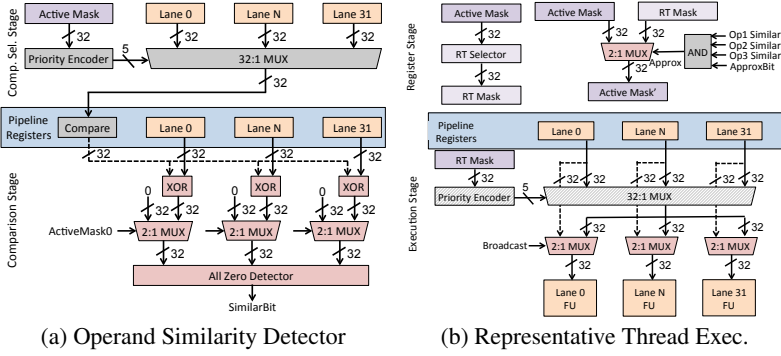 Comp. Sel. Stage
Active Mask
Lane 0
Lane N
Lane 31
32
32
32
32
Priority Encoder
5
32:1 MUX
32
Pipeline
Registers
Compare
Lane 0
Lane N
Lane 31
32
32
32
32
Comparison Stage
XOR
XOR
XOR
0
32
32
0
32
32
0
32
32
ActiveMask0
2:1 MUX
2:1 MUX
2:1 MUX
32
32
32
All Zero Detector
SimilarBit
(a) Operand Similarity Detector
Register Stage
Active Mask
32
RT Selector
32
RT Mask
Active Mask
RT Mask
32
32
2:1 MUX
Approx
AND
Op1 Similar
Op2 Similar
Op3 Similar
ApproxBit
32
Active Mask'
Pipeline
Registers
Lane 0
Lane N
Lane 31
Execution Stage
RT Mask
32
32
32
32
32
32
32
Priority Encoder
5
32:1 MUX
32
Broadcast
2:1 MUX
2:1 MUX
2:1 MUX
32
32
32
Lane 0
FU
Lane N
FU
Lane 31
FU
(b) Representative Thread Exec.